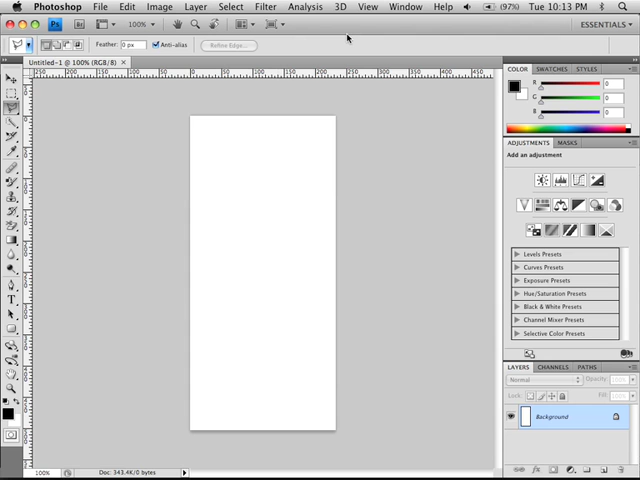 Photoshop File Edit Image Layer Select Filter Analysis 3D View Window Help (97%) Tue 10:13 PM
Ps Br 100% ESSENTIALS
Feather: 0 px Anti-alias Refine Edge...
Untitled-1 @ 100% (RGB/8)
COLOR SWATCHES STYLES
R 0
G 0
B 0
ADJUSTMENTS MASKS
Add an adjustment
Levels Presets
Curves Presets
Exposure Presets
Hue/Saturation Presets
Black & White Presets
Channel Mixer Presets
Selective Color Presets
LAYERS CHANNELS PATHS
Normal Opacity: 100%
Lock: Fill: 100%
Background
100% Doc: 343.4K/0 bytes